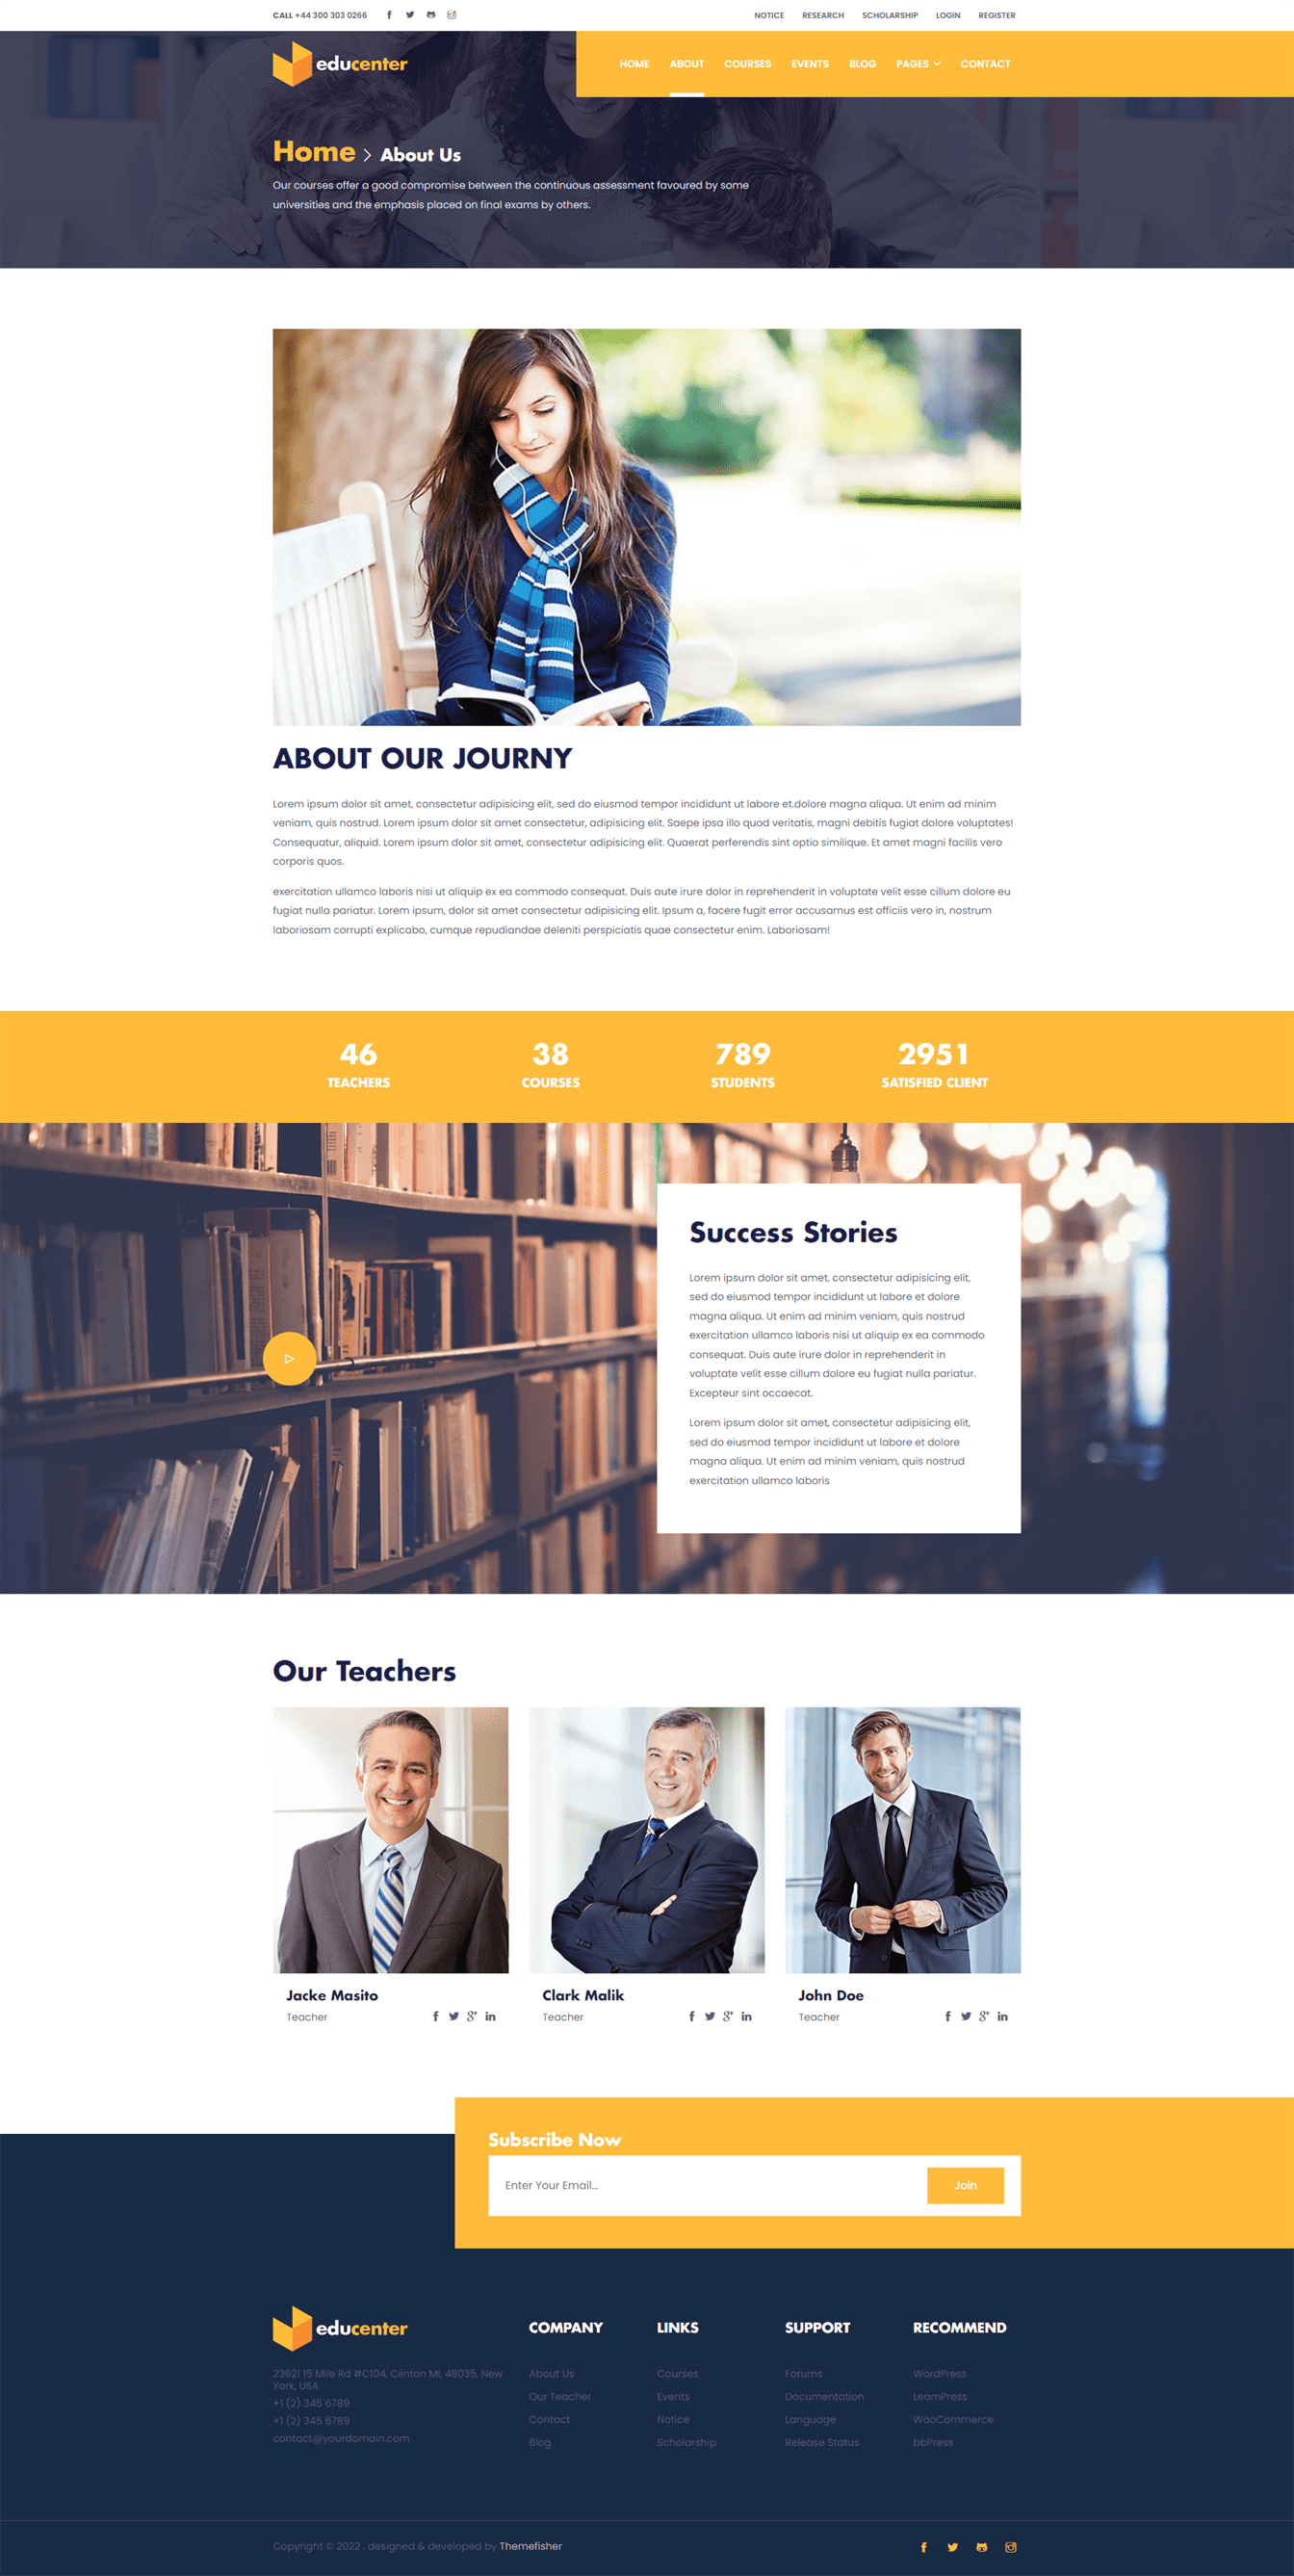 CALL +44 300 303 0266
NOTICE RESEARCH SCHOLARSHIP LOGIN REGISTER
educenter
HOME ABOUT COURSES EVENTS BLOG PAGES CONTACT
Home > About Us
Our courses offer a good compromise between the continuous assessment favoured by some
universities and the emphasis placed on final exams by others.
ABOUT OUR JOURNY
Lorem ipsum dolor sit amet, consectetur adipisicing elit, sed do eiusmod tempor incididunt ut labore et.dolore magna aliqua. Ut enim ad minim
veniam, quis nostrud. Lorem ipsum dolor sit amet consectetur, adipisicing elit. Saepe ipsa illo quod veritatis, magni debitis fugiat dolore voluptates!
Consequatur, aliquid. Lorem ipsum dolor sit amet, consectetur adipisicing elit. Quaerat perferendis sint optio similique. Et amet magni facilis vero
corporis quos.
exercitation ullamco laboris nisi ut aliquip ex ea commodo consequat. Duis aute irure dolor in reprehenderit in voluptate velit esse cillum dolore eu
fugiat nulla pariatur. Lorem ipsum, dolor sit amet consectetur adipisicing elit. Ipsum a, facere fugit error accusamus est officiis vero in, nostrum
laboriosam corrupti explicabo, cumque repudiandae deleniti perspiciatis quae consectetur enim. Laboriosam!
46 38 789 2951
TEACHERS COURSES STUDENTS SATISFIED CLIENT
Success Stories
Lorem ipsum dolor sit amet, consectetur adipisicing elit,
sed do eiusmod tempor incididunt ut labore et dolore
magna aliqua. Ut enim ad minim veniam, quis nostrud
exercitation ullamco laboris nisi ut aliquip ex ea commodo
consequat. Duis aute irure dolor in reprehenderit in
voluptate velit esse cillum dolore eu fugiat nulla pariatur.
Excepteur sint occaecat.
Lorem ipsum dolor sit amet, consectetur adipisicing elit,
sed do eiusmod tempor incididunt ut labore et dolore
magna aliqua. Ut enim ad minim veniam, quis nostrud
exercitation ullamco laboris
Our Teachers
Jacke Masito
Teacher
Clark Malik
Teacher
John Doe
Teacher
Subscribe Now
Enter Your Email... Join
educenter
23621 15 Mile Rd #C104, Clinton MI, 48035, New
York, USA
+1 (2) 345 6789
+1 (2) 345 6789
contact@yourdomain.com
COMPANY
About Us
Our Teacher
Contact
Blog
LINKS
Courses
Events
Notice
Scholarship
SUPPORT
Forums
Documentation
Language
Release Status
RECOMMEND
WordPress
LearnPress
WooCommerce
bbPress
Copyright © 2022 , designed & developed by Themefisher